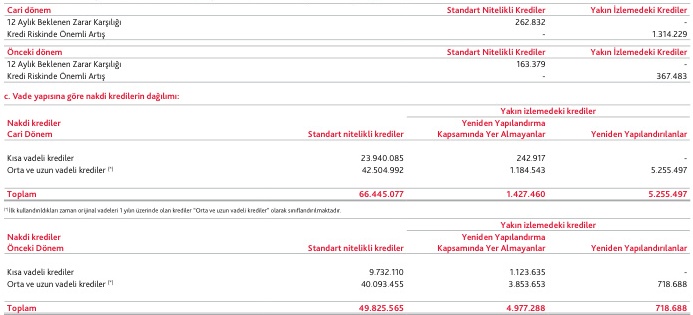 Cari dönem Standart Nitelikli Krediler Yakın İzlemedeki Krediler
12 Aylık Beklenen Zarar Karşılığı 262.832 -
Kredi Riskinde Önemli Artış - 1.314.229
Önceki dönem Standart Nitelikli Krediler Yakın İzlemedeki Krediler
12 Aylık Beklenen Zarar Karşılığı 163.379 -
Kredi Riskinde Önemli Artış - 367.483
c. Vade yapısına göre nakdi kredilerin dağılımı:
Yakın izlemedeki krediler
Nakdi krediler Yeniden Yapılandırma
Cari Dönem Standart nitelikli krediler Kapsamında Yer Almayanlar Yeniden Yapılandırılanlar
Kısa vadeli krediler 23.940.085 242.917 -
Orta ve uzun vadeli krediler (*) 42.504.992 1.184.543 5.255.497
Toplam 66.445.077 1.427.460 5.255.497
(*) İlk kullandırıldıkları zaman orijinal vadeleri 1 yılın üzerinde olan krediler "Orta ve uzun vadeli krediler" olarak sınıflandırılmaktadır.
Yakın izlemedeki krediler
Nakdi krediler Yeniden Yapılandırma
Önceki Dönem Standart nitelikli krediler Kapsamında Yer Almayanlar Yeniden Yapılandırılanlar
Kısa vadeli krediler 9.732.110 1.123.635 -
Orta ve uzun vadeli krediler (*) 40.093.455 3.853.653 718.688
Toplam 49.825.565 4.977.288 718.688